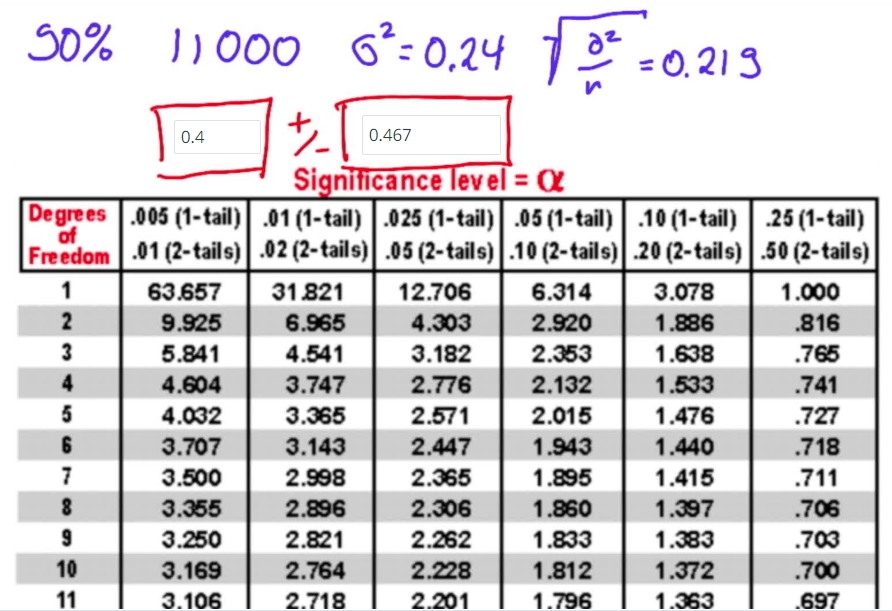 90% 11000 σ²=0.24 √σ²/n =0.219
0.4 +/- 0.467
Significance level = α
Degrees of Freedom .005 (1-tail) .01 (2-tails) .01 (1-tail) .02 (2-tails) .025 (1-tail) .05 (2-tails) .05 (1-tail) .10 (2-tails) .10 (1-tail) .20 (2-tails) .25 (1-tail) .50 (2-tails)
1 63.657 31.821 12.706 6.314 3.078 1.000
2 9.925 6.965 4.303 2.920 1.886 .816
3 5.841 4.541 3.182 2.353 1.638 .765
4 4.604 3.747 2.776 2.132 1.533 .741
5 4.032 3.365 2.571 2.015 1.476 .727
6 3.707 3.143 2.447 1.943 1.440 .718
7 3.500 2.998 2.365 1.895 1.415 .711
8 3.355 2.896 2.306 1.860 1.397 .706
9 3.250 2.821 2.262 1.833 1.383 .703
10 3.169 2.764 2.228 1.812 1.372 .700
11 3.106 2.718 2.201 1.796 1.363 .697